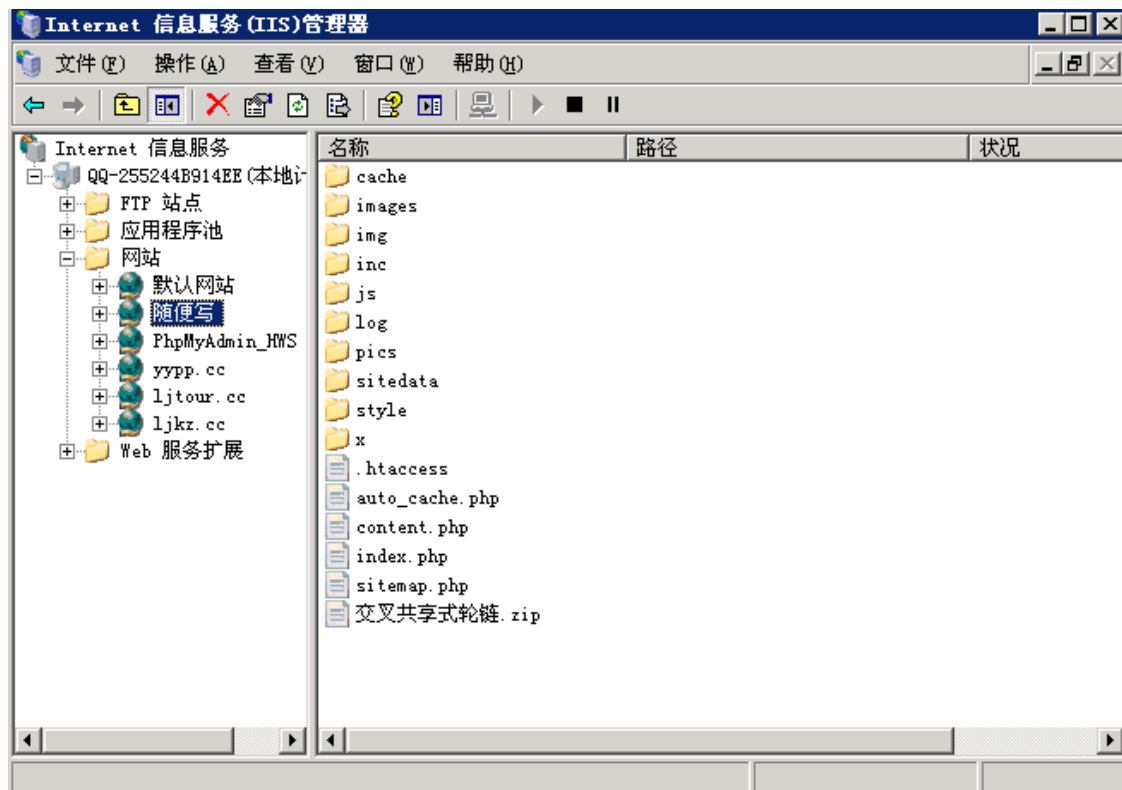 Internet 信息服务(IIS)管理器
文件(F) 操作(A) 查看(V) 窗口(W) 帮助(H)
Internet 信息服务
QQ-255244B914EE(本地计
FTP 站点
应用程序池
网站
默认网站
随便写
PhpMyAdmin_HWS
yypp.cc
ljtour.cc
ljkz.cc
Web 服务扩展
名称 路径 状况
cache
images
img
inc
js
log
pics
sitedata
style
x
.htaccess
auto_cache.php
content.php
index.php
sitemap.php
交叉共享式轮链.zip